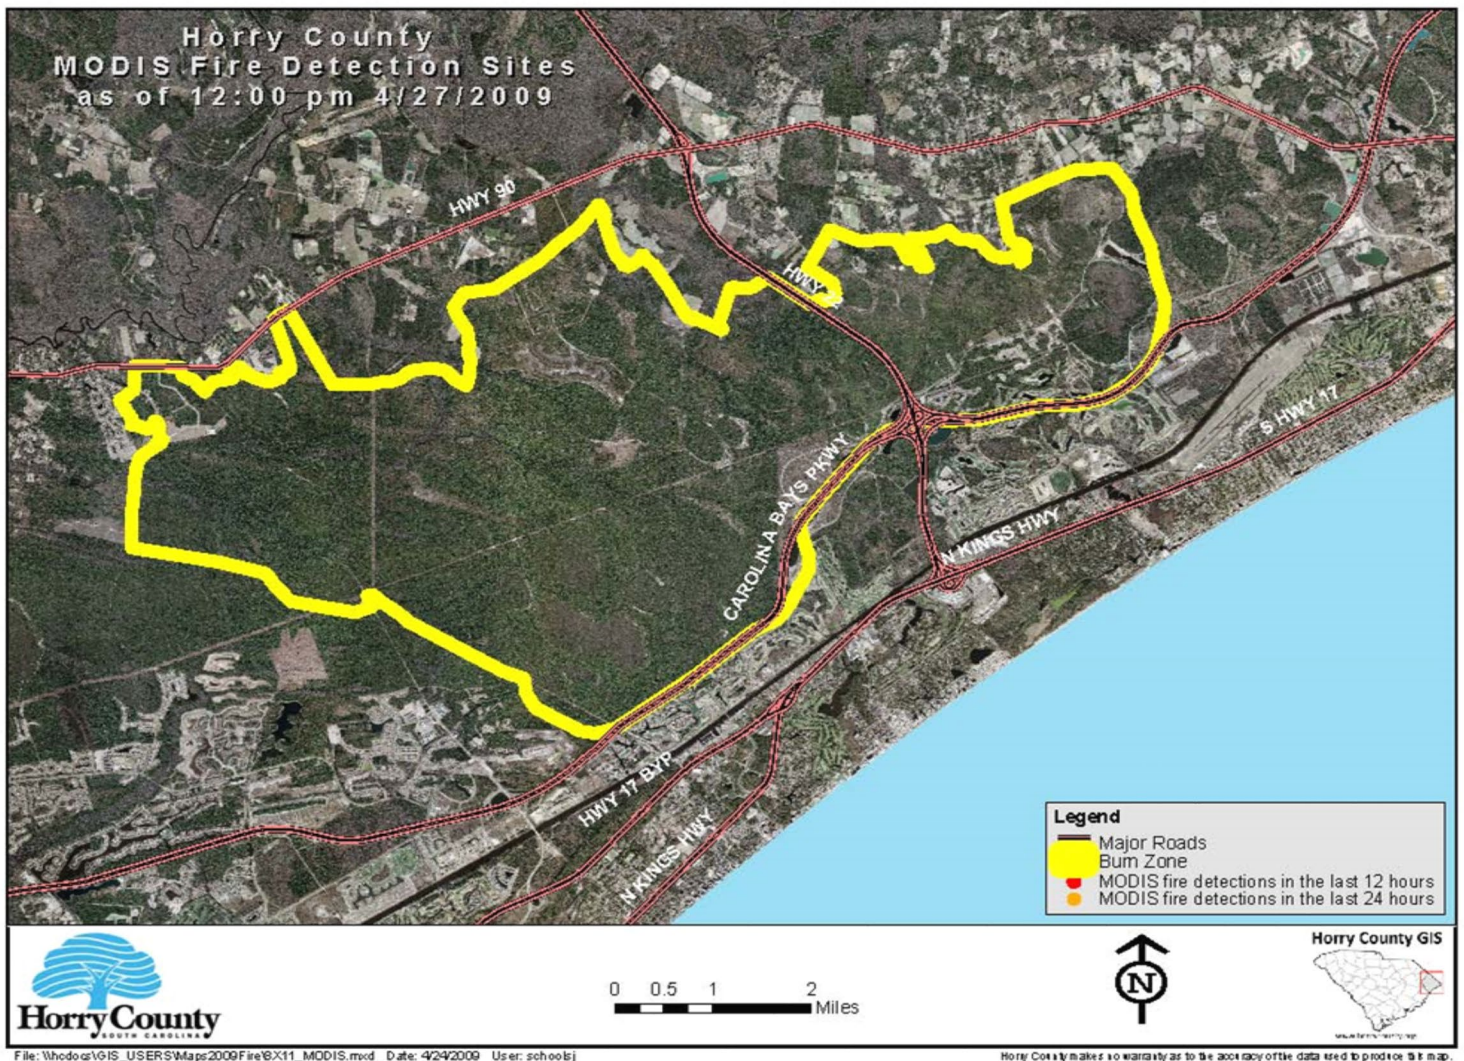 Horry County
MODIS Fire Detection Sites
as of 12:00 pm 4/27/2009
HWY 90
HWY 22
CAROLINA BAYS PKWY
S HWY 17
N KINGS HWY
HWY 17 BYP
N KINGS HWY
Legend
Major Roads
Burn Zone
MODIS fire detections in the last 12 hours
MODIS fire detections in the last 24 hours
Horry County
SOUTH CAROLINA
0 0.5 1 2
Miles
N
Horry County GIS
File: \\hcdocs\GIS_USERS\Maps2009\Fire\8X11_MODIS.mxd Date: 4/24/2009 User: schoolsj
Horry County makes no warranty as to the accuracy of the data used to produce this map.